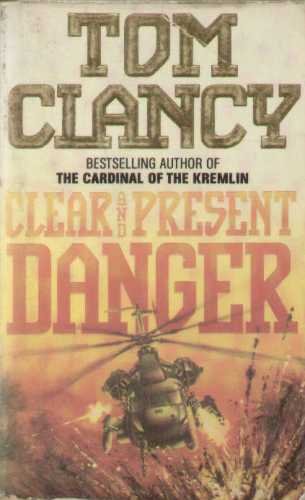 TOM
CLANCY
BESTSELLING AUTHOR OF
THE CARDINAL OF THE KREMLIN
CLEAR AND PRESENT
DANGER